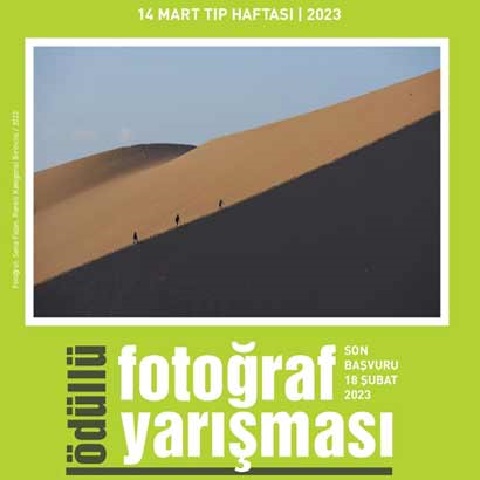 14 MART TIP HAFTASI | 2023
ödüllü
fotoğraf
yarışması
SON
BAŞVURU
18 ŞUBAT
2023